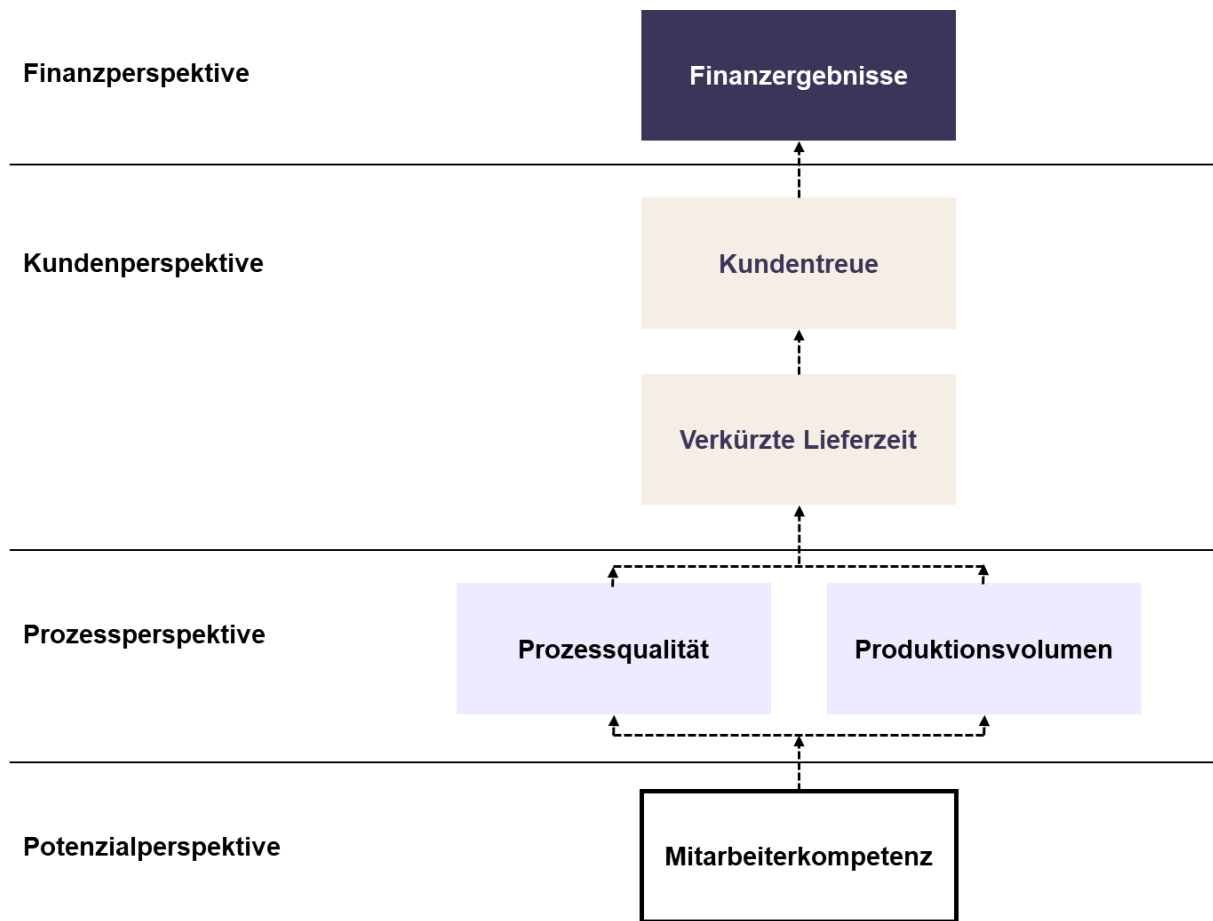 Finanzperspektive
Finanzergebnisse
Kundenperspektive
Kundentreue
Verkürzte Lieferzeit
Prozessperspektive
Prozessqualität
Produktionsvolumen
Potenzialperspektive
Mitarbeiterkompetenz